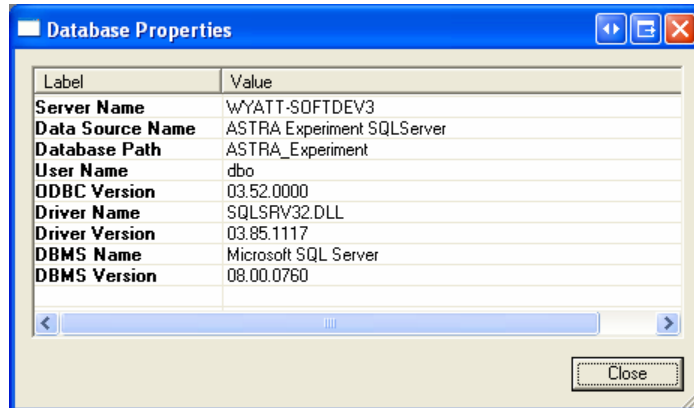 Database Properties
Label Value
Server Name WYATT-SOFTDEV3
Data Source Name ASTRA Experiment SQLServer
Database Path ASTRA_Experiment
User Name dbo
ODBC Version 03.52.0000
Driver Name SQLSRV32.DLL
Driver Version 03.85.1117
DBMS Name Microsoft SQL Server
DBMS Version 08.00.0760
Close